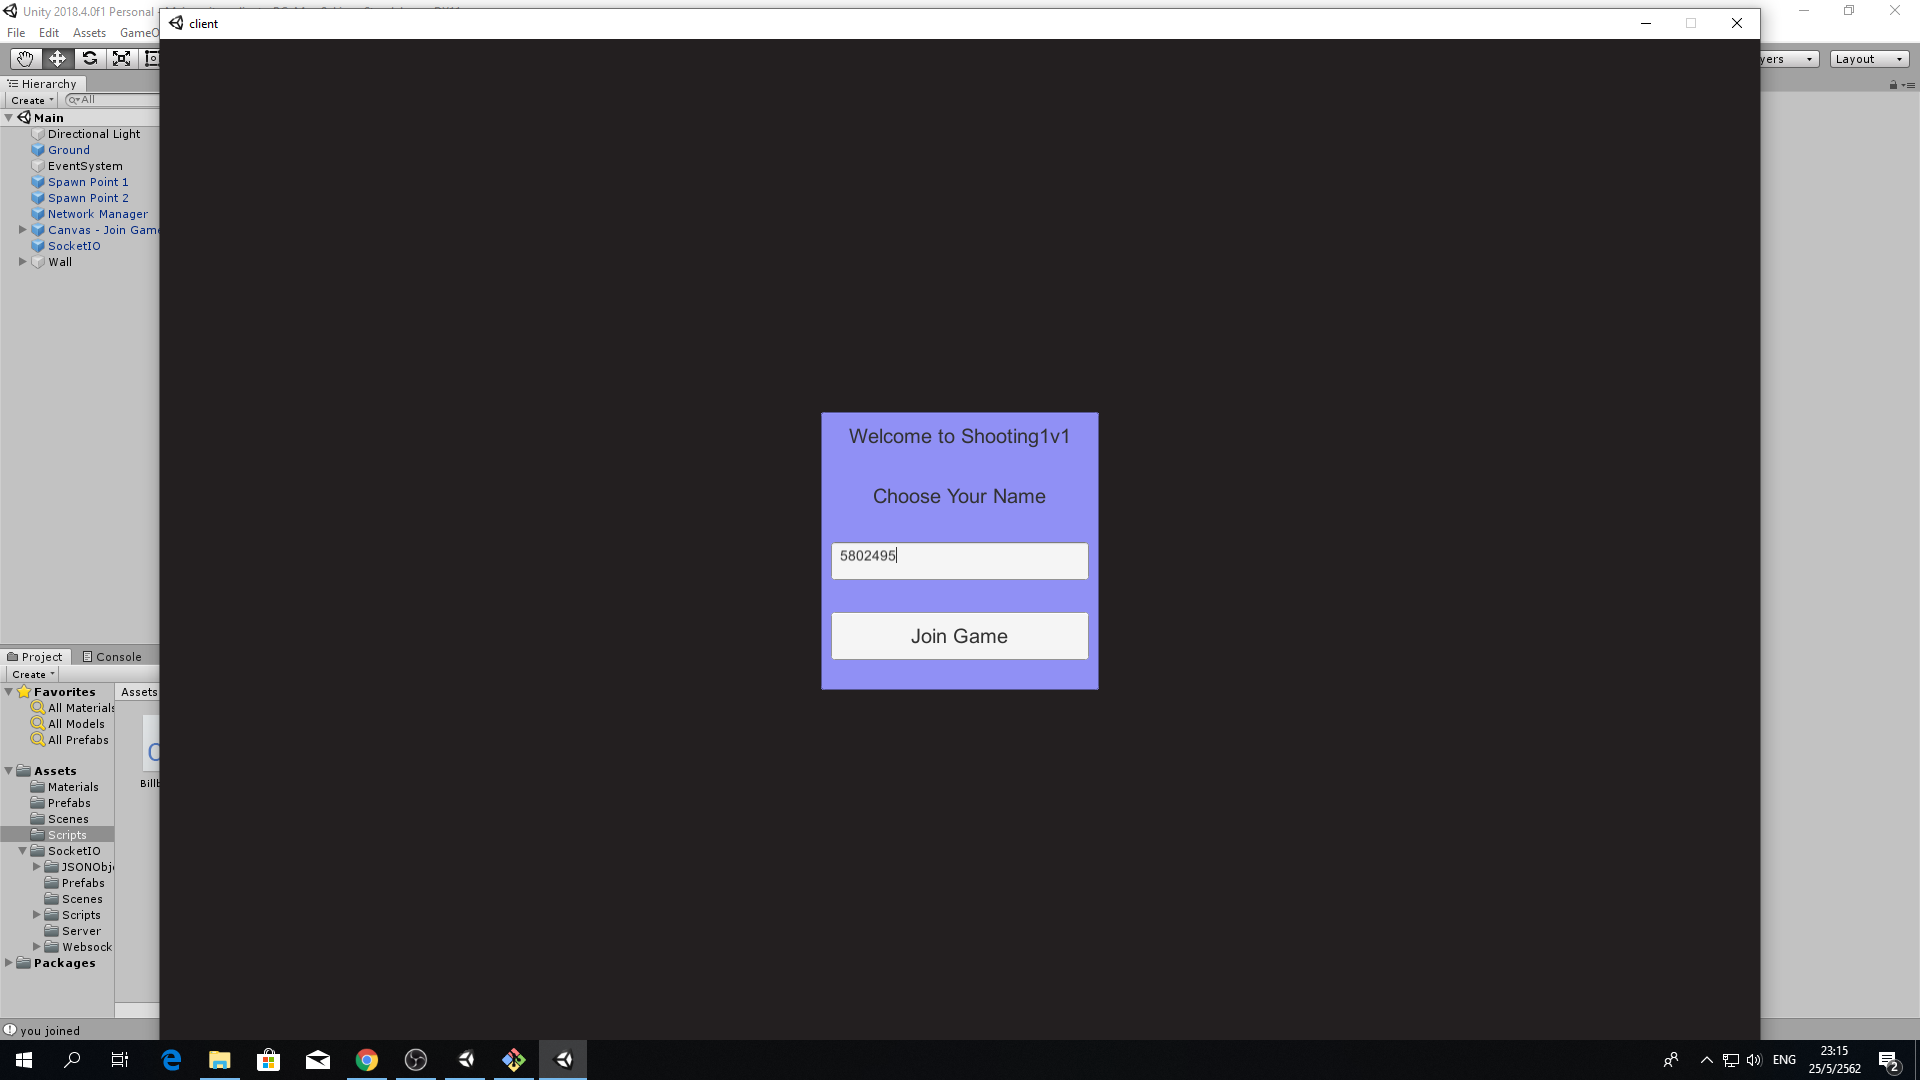 Unity 2018.4.0f1 Personal
client
File Edit Assets GameO
yers Layout
Hierarchy
Create All
Main
Directional Light
Ground
EventSystem
Spawn Point 1
Spawn Point 2
Network Manager
Canvas - Join Game
SocketIO
Wall
Welcome to Shooting1v1
Choose Your Name
5802495
Join Game
Project Console
Create
Favorites
Assets
All Materials
All Models
All Prefabs
Assets
Materials
Prefabs
Scenes
Scripts
SocketIO
JSONObj
Prefabs
Scenes
Scripts
Server
Websock
Packages
Billb
you joined
ENG
23:15
25/5/2562
2